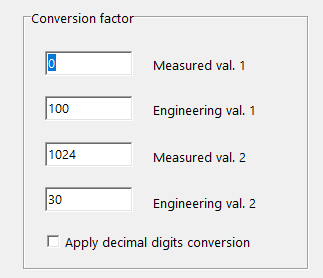 Conversion factor
0 Measured val. 1
100 Engineering val. 1
1024 Measured val. 2
30 Engineering val. 2
Apply decimal digits conversion